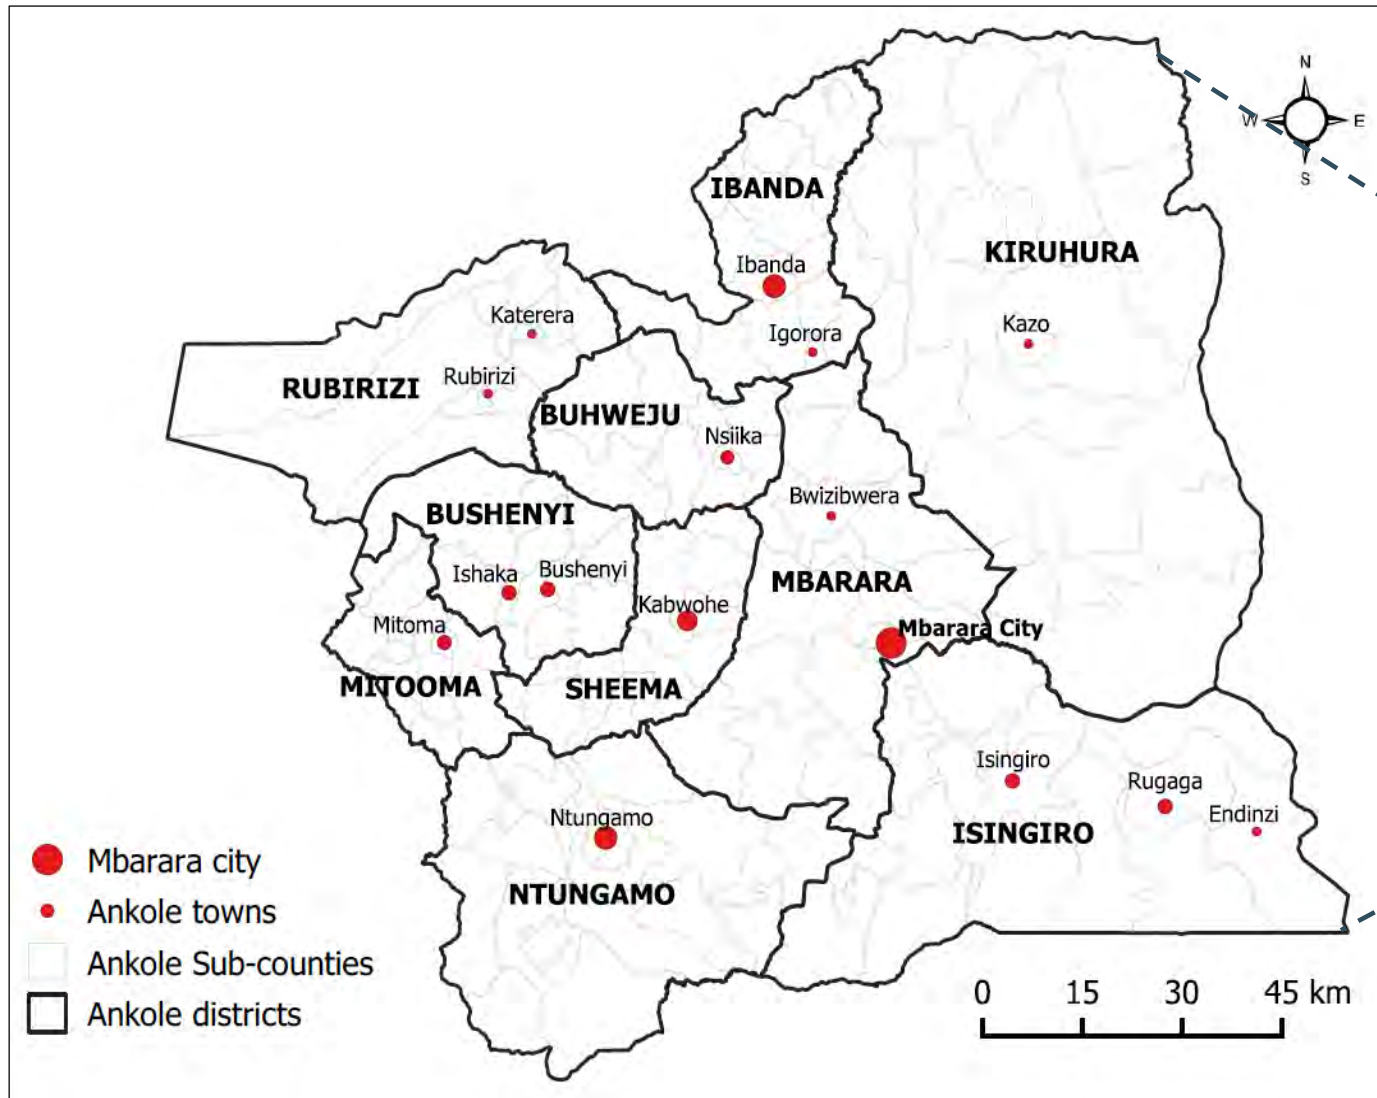 N
W
E
S
IBANDA
KIRUHURA
Ibanda
Katerera
Kazo
Igorora
RUBIRIZI
Rubirizi
BUHWEJU
Nsiika
Bwizibwera
BUSHENYI
Ishaka
Bushenyi
MBARARA
Kabwohe
Mitoma
Mbarara City
MITOOMA
SHEEMA
Isingiro
Rugaga
Endinzi
Ntungamo
ISINGIRO
NTUNGAMO
Mbarara city
Ankole towns
Ankole Sub-counties
Ankole districts
0 15 30 45 km